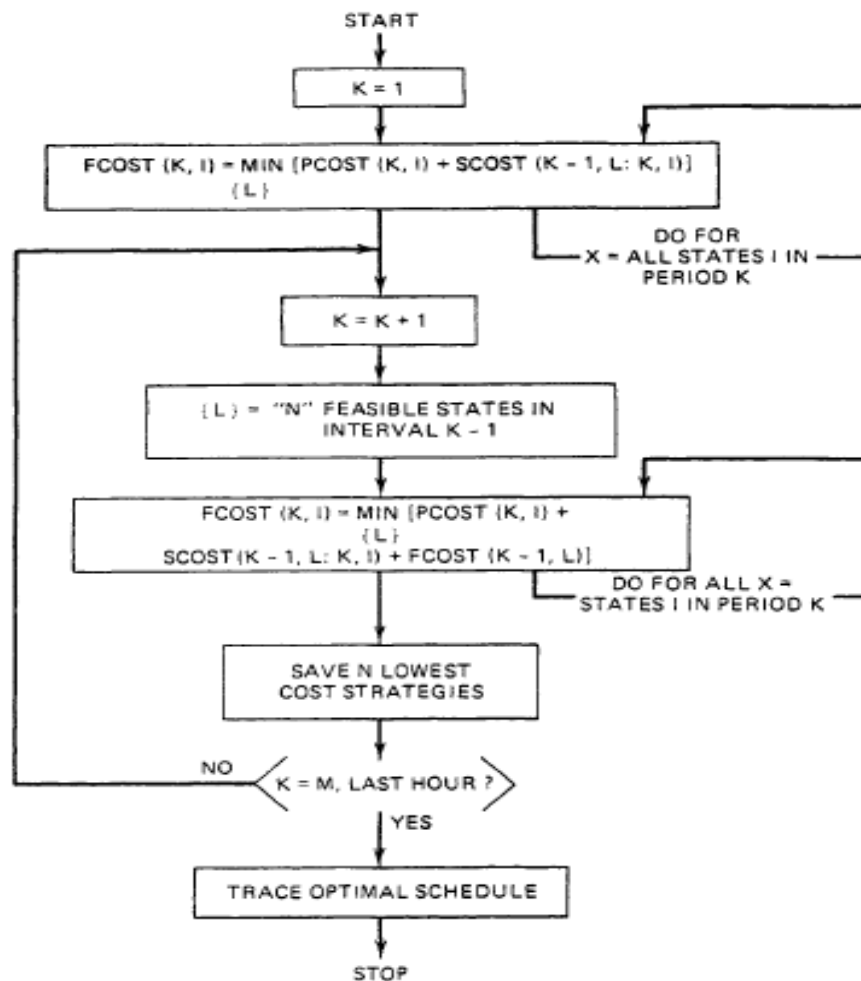 START
K = 1
FCOST (K, I) = MIN [PCOST (K, I) + SCOST (K - 1, L: K, I)]
{L}
DO FOR
X = ALL STATES I IN
PERIOD K
K = K + 1
{L} = "N" FEASIBLE STATES IN
INTERVAL K - 1
FCOST (K, I) = MIN [PCOST (K, I) +
{L}
SCOST (K - 1, L: K, I) + FCOST (K - 1, L)]
DO FOR ALL X =
STATES I IN PERIOD K
SAVE N LOWEST
COST STRATEGIES
NO
K = M, LAST HOUR ?
YES
TRACE OPTIMAL SCHEDULE
STOP